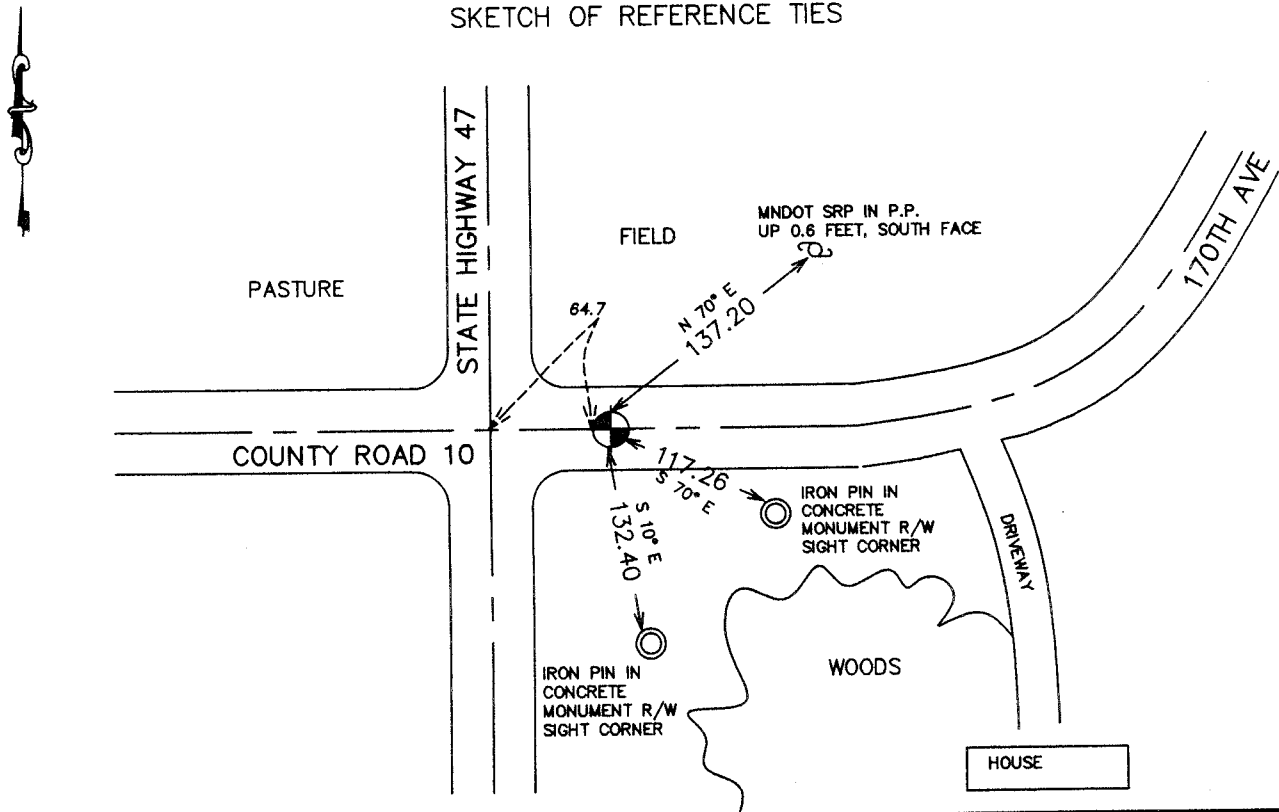 SKETCH OF REFERENCE TIES
STATE HIGHWAY 47
FIELD
MNDOT SRP IN P.P.
UP 0.6 FEET, SOUTH FACE
170TH AVE
PASTURE
64.7
N 70° E
137.20
COUNTY ROAD 10
117.26
S 70° E
S 10° E
132.40
IRON PIN IN
CONCRETE
MONUMENT R/W
SIGHT CORNER
DRIVEWAY
IRON PIN IN
CONCRETE
MONUMENT R/W
SIGHT CORNER
WOODS
HOUSE